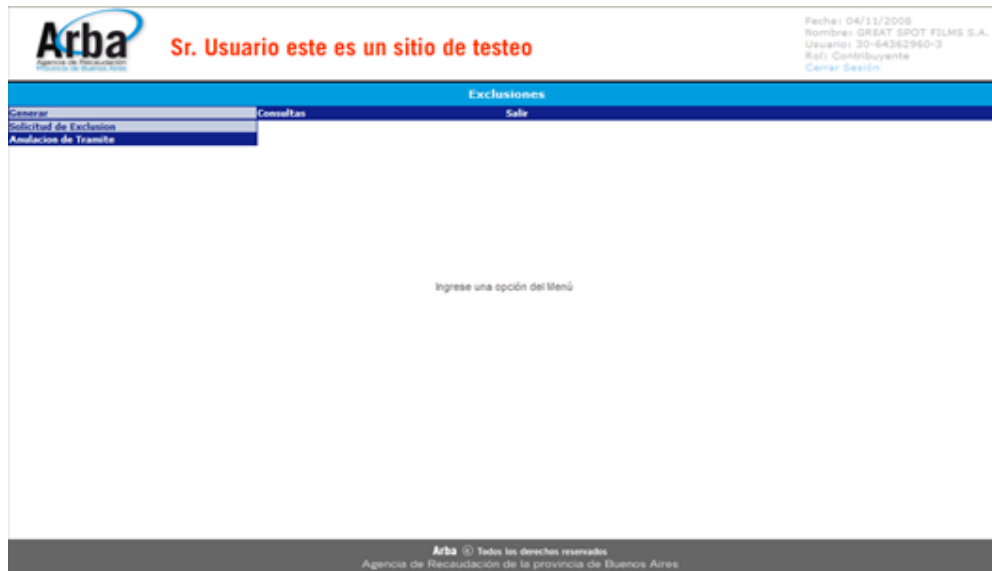 Arba
Agencia de Recaudación
Provincia de Buenos Aires
Sr. Usuario este es un sitio de testeo
Fecha: 04/11/2008
Nombre: GREAT SPOT FILMS S.A.
Usuario: 30-64362960-3
Rol: Contribuyente
Cerrar Sesión
Exclusiones
Generar Consultas Salir
Solicitud de Exclusion
Anulacion de Tramite
Ingrese una opción del Menú
Arba ® Todos los derechos reservados
Agencia de Recaudación de la provincia de Buenos Aires